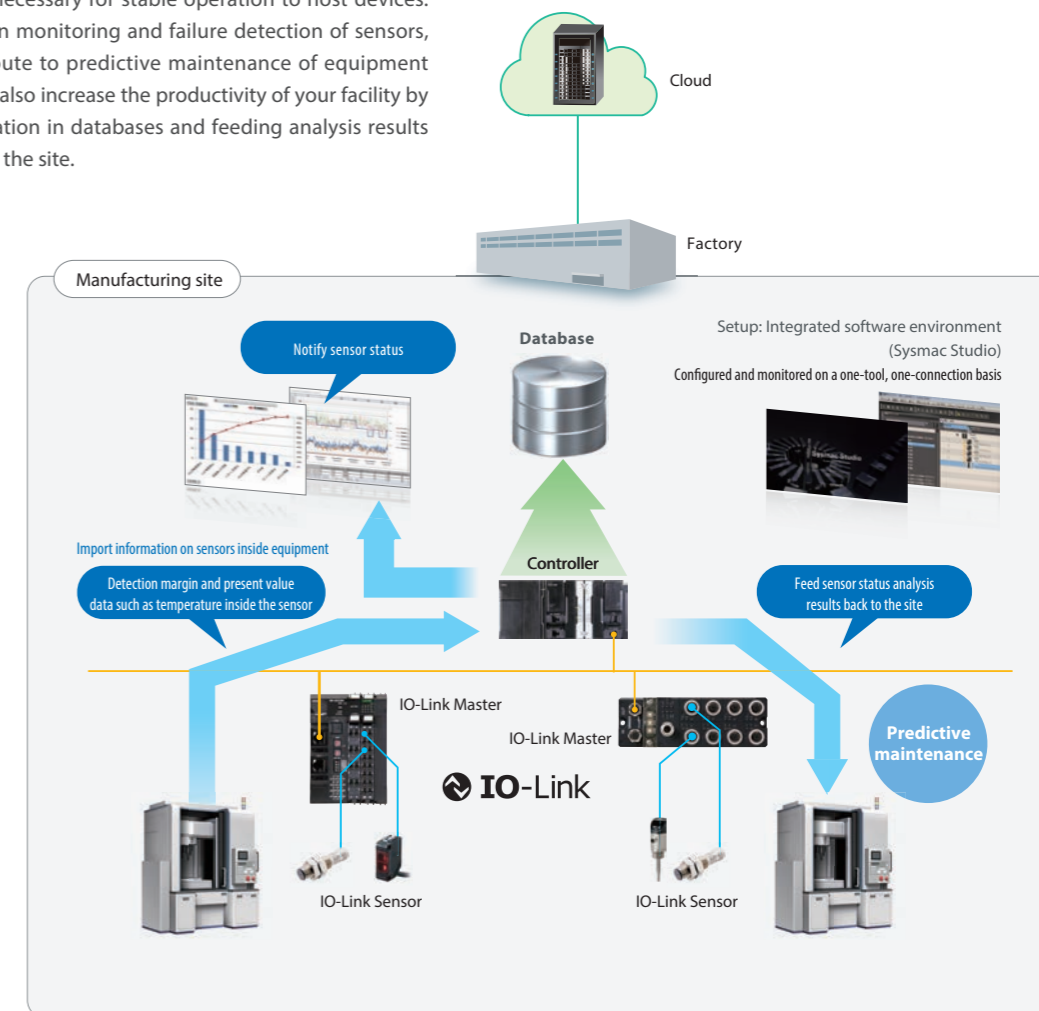 necessary for stable operation to host devices.
n monitoring and failure detection of sensors,
ute to predictive maintenance of equipment
also increase the productivity of your facility by
ation in databases and feeding analysis results
the site.
Cloud
Factory
Manufacturing site
Notify sensor status
Database
Setup: Integrated software environment
(Sysmac Studio)
Configured and monitored on a one-tool, one-connection basis
Sysmac Studio
Import information on sensors inside equipment
Detection margin and present value
data such as temperature inside the sensor
Controller
Feed sensor status analysis
results back to the site
IO-Link Master
IO-Link Master
Predictive
maintenance
IO-Link
IO-Link Sensor
IO-Link Sensor